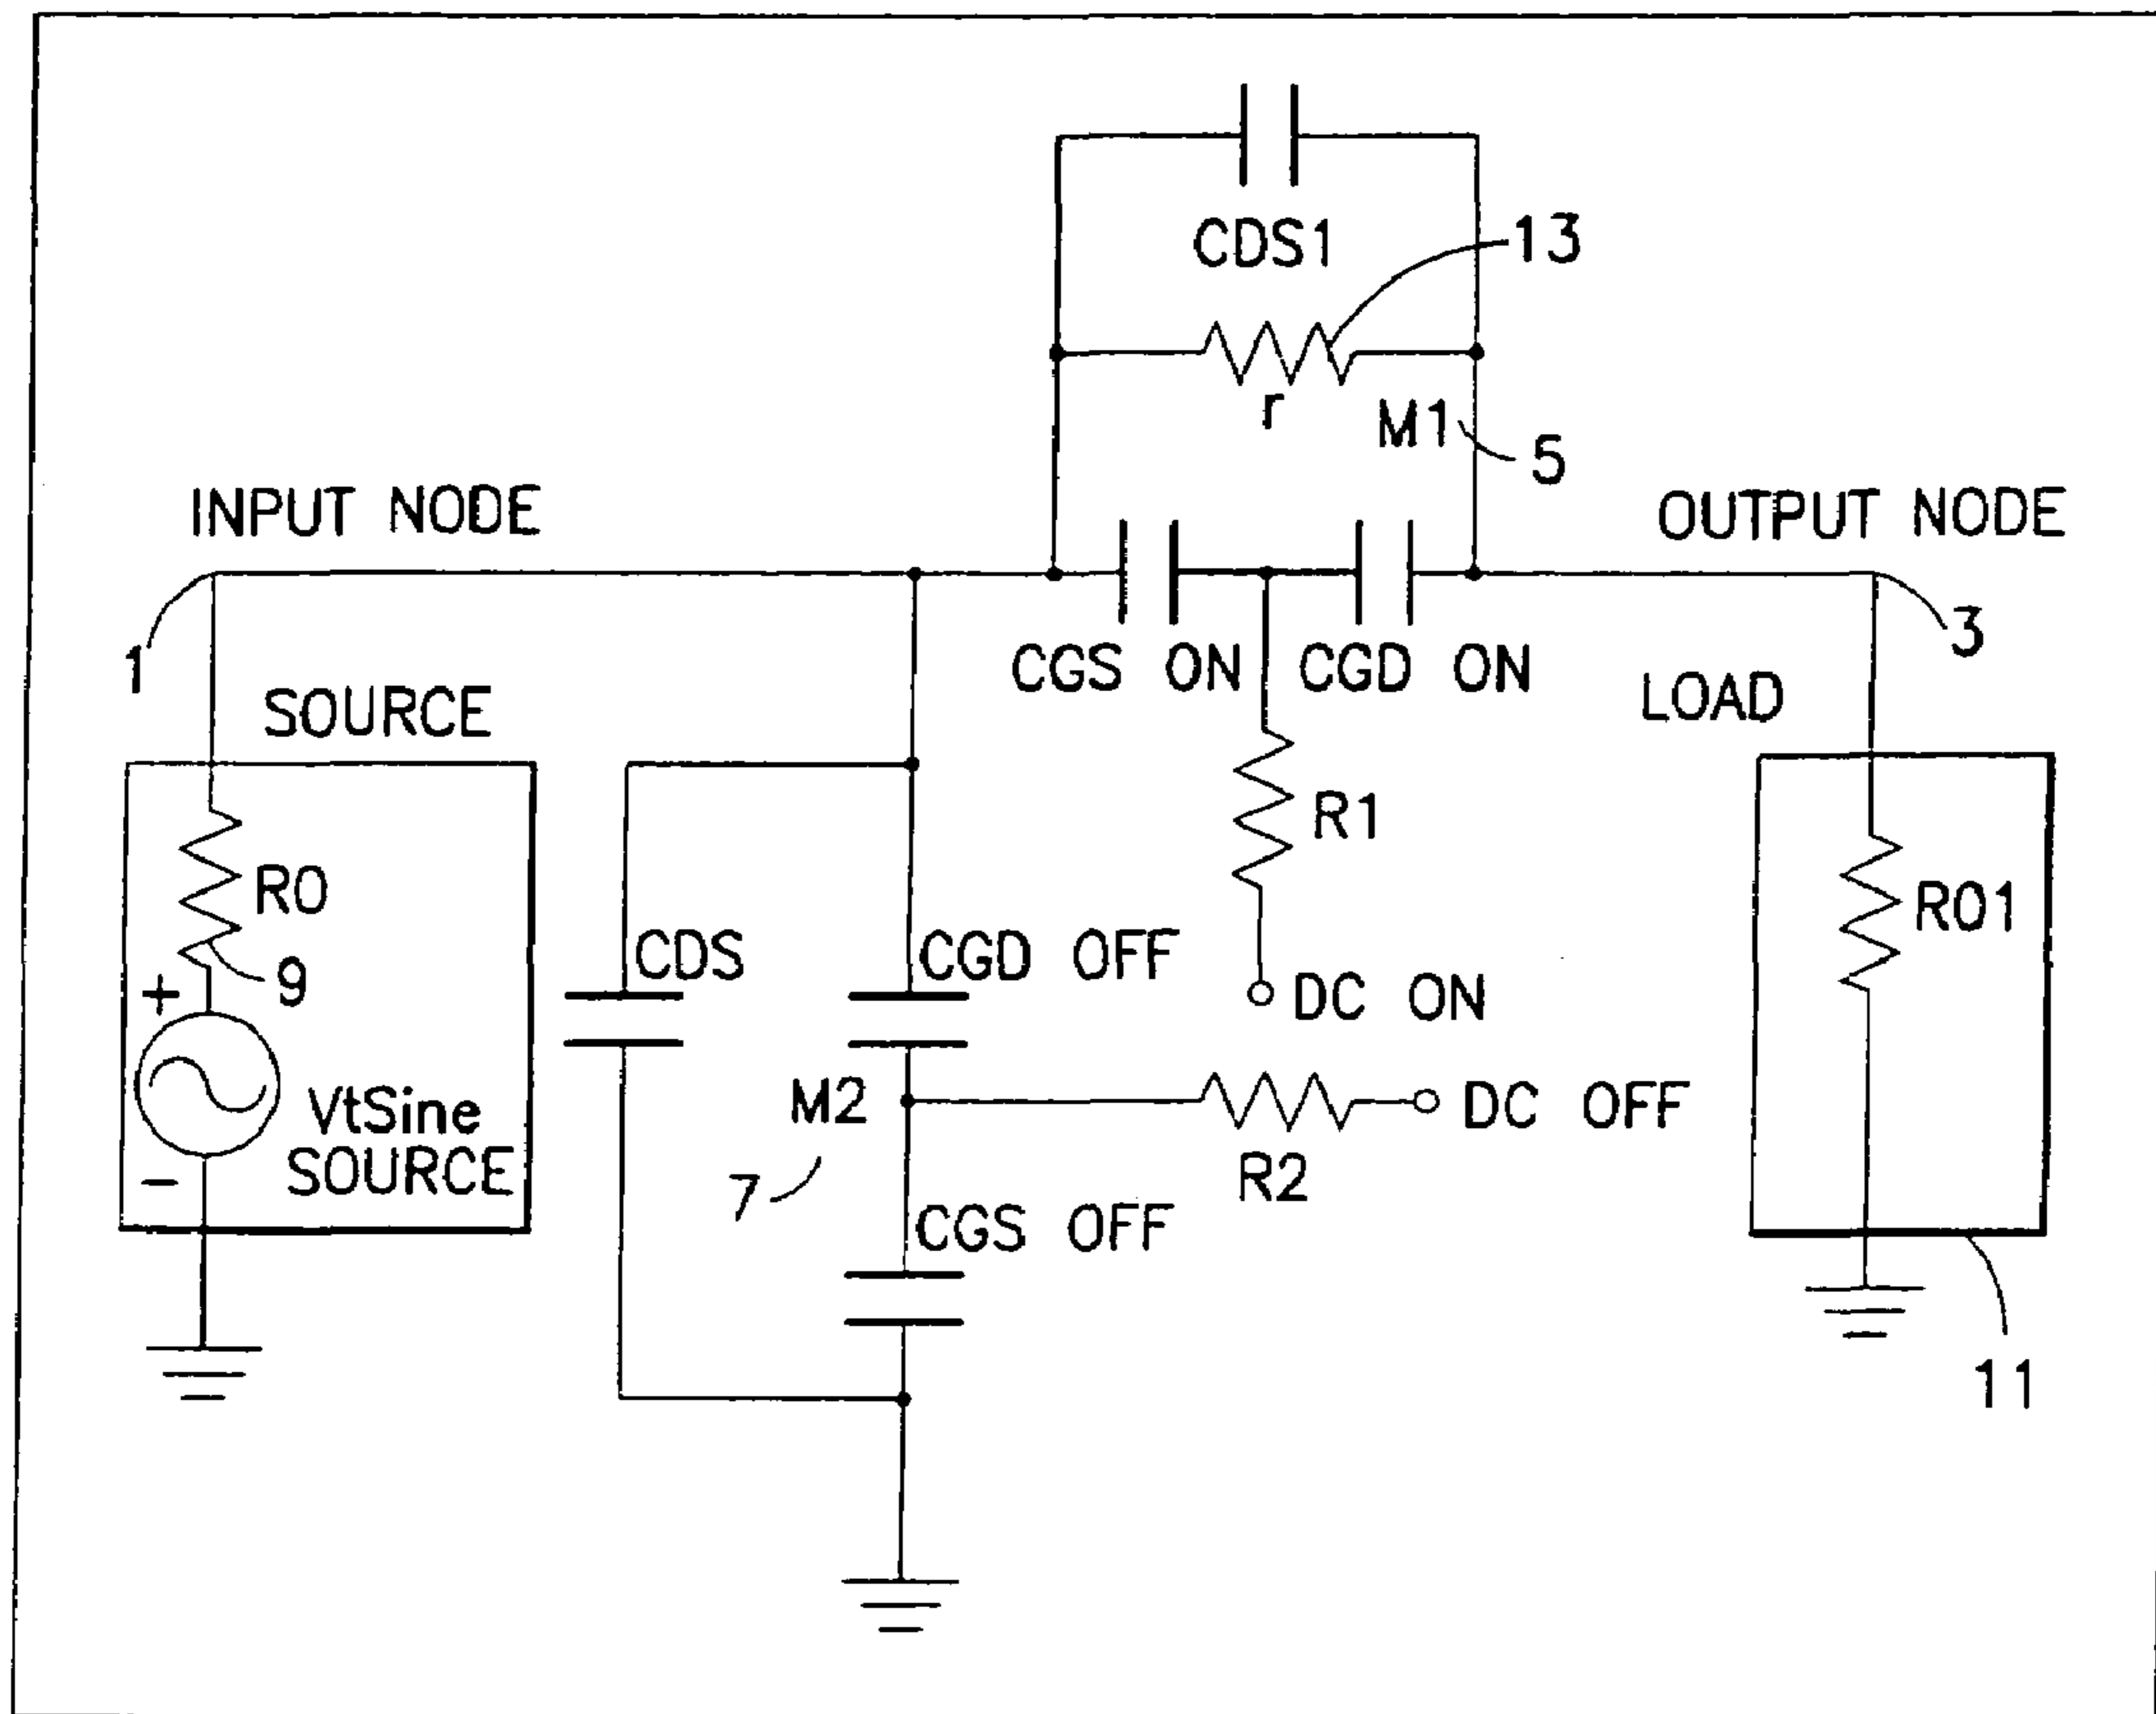 CDS1
13
r
M1
5
INPUT NODE
OUTPUT NODE
1
3
CGS ON
CGD ON
SOURCE
LOAD
R1
R0
R01
9
CDS
CGD OFF
+
DC ON
M2
DC OFF
VtSine
SOURCE
−
7
R2
CGS OFF
11